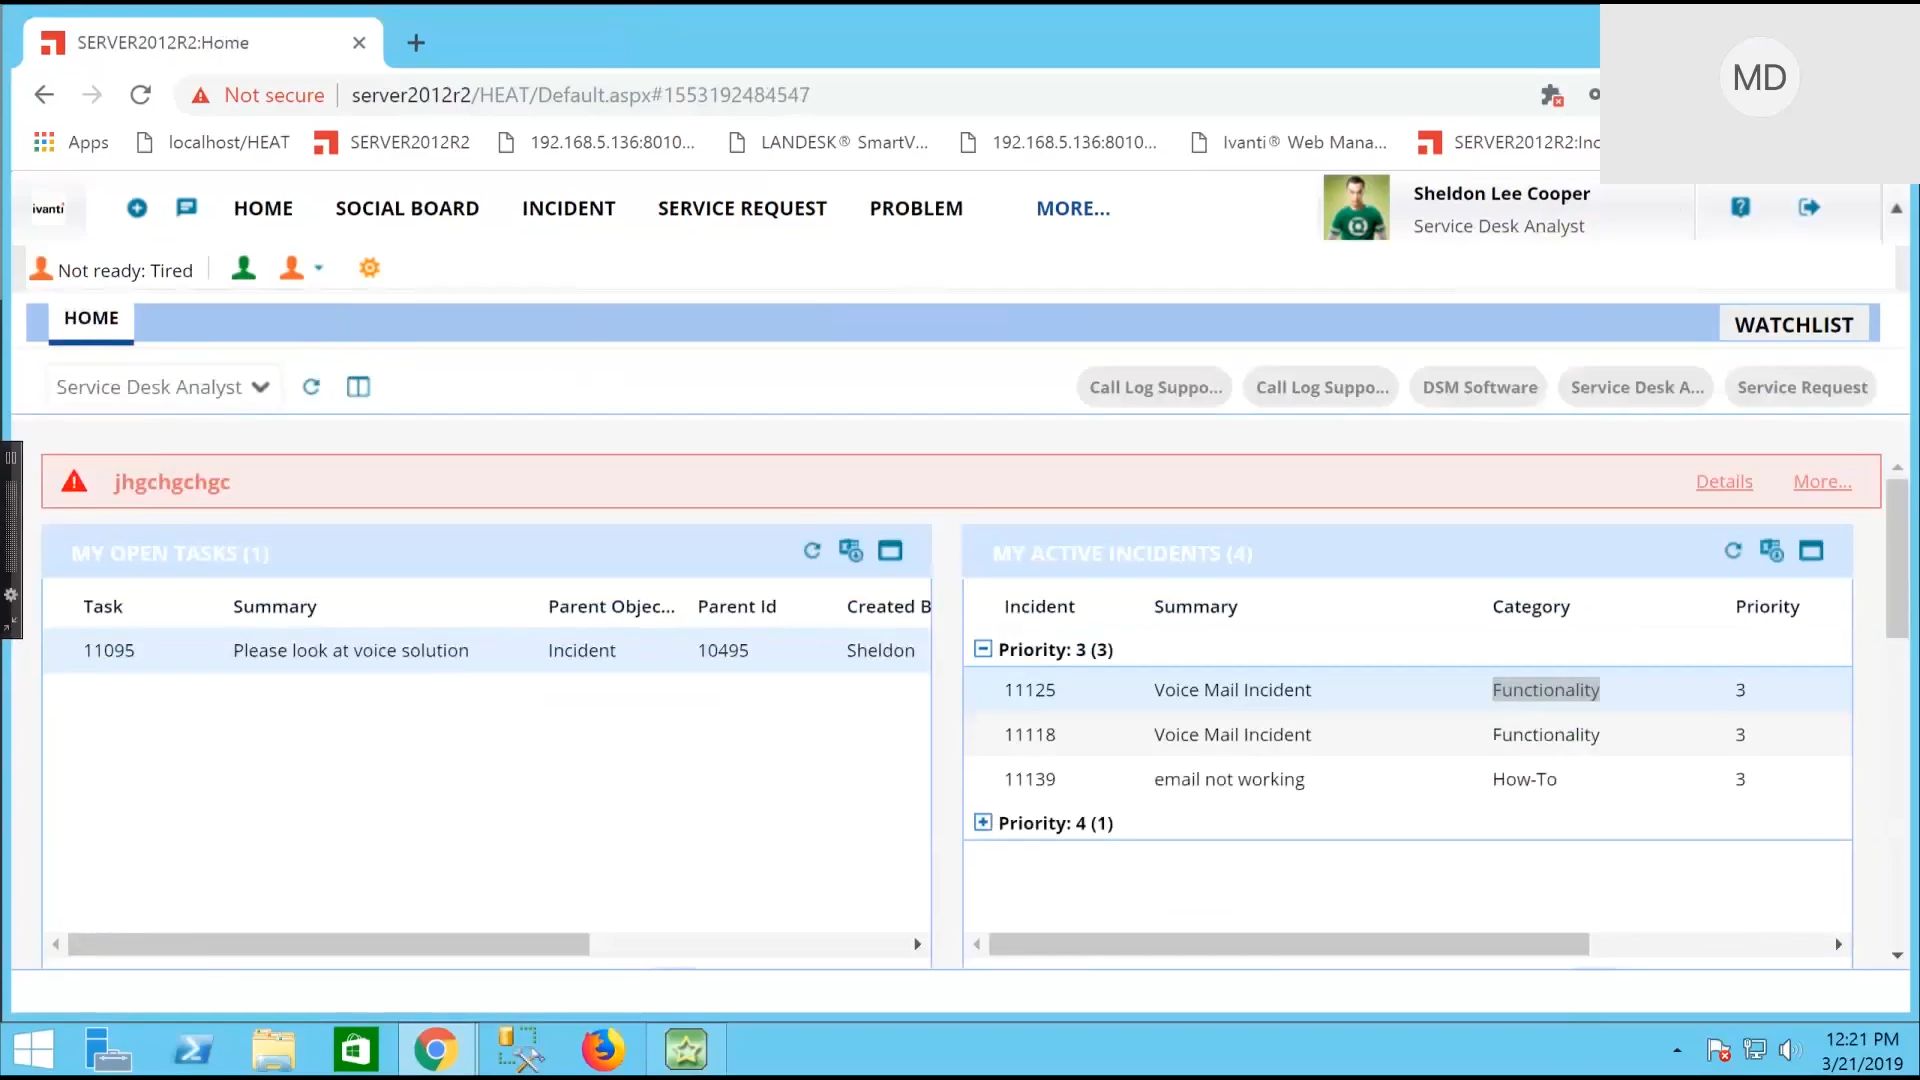 SERVER2012R2:Home
MD
Not secure server2012r2/HEAT/Default.aspx#1553192484547
Apps localhost/HEAT SERVER2012R2 192.168.5.136:8010... LANDESK® SmartV... 192.168.5.136:8010... Ivanti® Web Mana... SERVER2012R2:Inc
ivanti HOME SOCIAL BOARD INCIDENT SERVICE REQUEST PROBLEM MORE... Sheldon Lee Cooper
Service Desk Analyst
Not ready: Tired
HOME WATCHLIST
Service Desk Analyst Call Log Suppo... Call Log Suppo... DSM Software Service Desk A... Service Request
jhgchgchgc Details More...
MY OPEN TASKS (1)
Task Summary Parent Objec... Parent Id Created B
11095 Please look at voice solution Incident 10495 Sheldon
MY ACTIVE INCIDENTS (4)
Incident Summary Category Priority
Priority: 3 (3)
11125 Voice Mail Incident Functionality 3
11118 Voice Mail Incident Functionality 3
11139 email not working How-To 3
Priority: 4 (1)
12:21 PM
3/21/2019